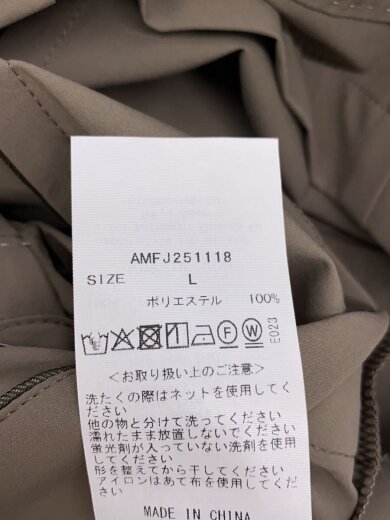 AMFJ251118
SIZE L
ポリエステル 100%
F W
E023
<お取り扱い上のご注意>
洗たくの際はネットを使用してく
ださい
他の物と分けて洗ってください
濡れたまま放置しないでください
蛍光剤が入っていない洗剤を使用
してください
形を整えてから干してください
アイロンはあて布を使用してくだ
さい
MADE IN CHINA